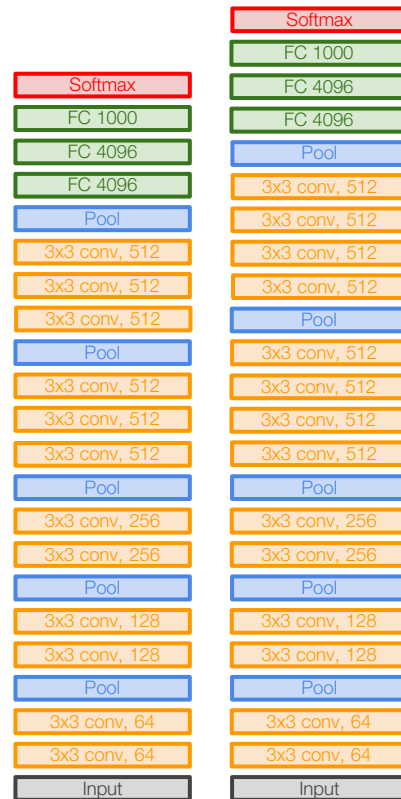 Softmax
FC 1000
FC 4096
FC 4096
Pool
3x3 conv, 512
3x3 conv, 512
3x3 conv, 512
Pool
3x3 conv, 512
3x3 conv, 512
3x3 conv, 512
Pool
3x3 conv, 256
3x3 conv, 256
Pool
3x3 conv, 128
3x3 conv, 128
Pool
3x3 conv, 64
3x3 conv, 64
Input
Softmax
FC 1000
FC 4096
FC 4096
Pool
3x3 conv, 512
3x3 conv, 512
3x3 conv, 512
3x3 conv, 512
Pool
3x3 conv, 512
3x3 conv, 512
3x3 conv, 512
3x3 conv, 512
Pool
3x3 conv, 256
3x3 conv, 256
Pool
3x3 conv, 128
3x3 conv, 128
Pool
3x3 conv, 64
3x3 conv, 64
Input